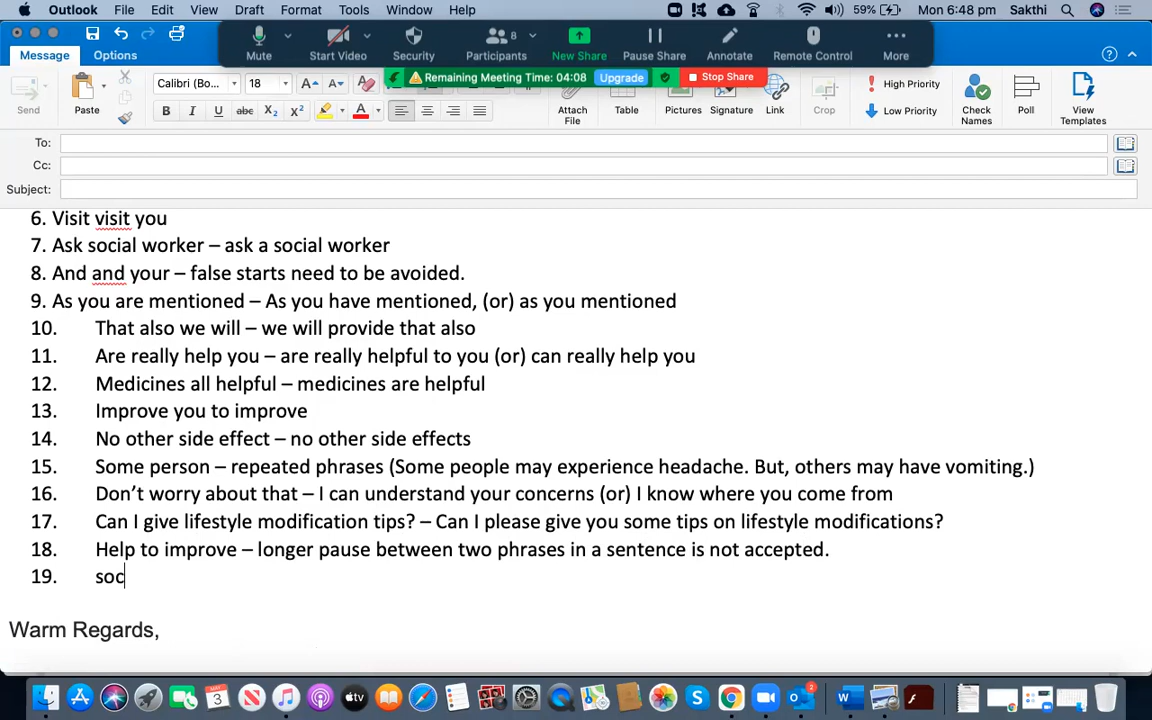 Outlook File Edit View Draft Format Tools Window Help 59% Mon 6:48 pm Sakthi
Mute Start Video Security Participants 8 New Share Pause Share Annotate Remote Control More
Remaining Meeting Time: 04:08 Upgrade Stop Share
Message Options
Send Paste Calibri (Bo... 18 A A Attach File Table Pictures Signature Link Crop High Priority Low Priority Check Names Poll View Templates
B I U abc X2 X2 A
To:
Cc:
Subject:
6. Visit visit you
7. Ask social worker – ask a social worker
8. And and your – false starts need to be avoided.
9. As you are mentioned – As you have mentioned, (or) as you mentioned
10. That also we will – we will provide that also
11. Are really help you – are really helpful to you (or) can really help you
12. Medicines all helpful – medicines are helpful
13. Improve you to improve
14. No other side effect – no other side effects
15. Some person – repeated phrases (Some people may experience headache. But, others may have vomiting.)
16. Don't worry about that – I can understand your concerns (or) I know where you come from
17. Can I give lifestyle modification tips? – Can I please give you some tips on lifestyle modifications?
18. Help to improve – longer pause between two phrases in a sentence is not accepted.
19. soc
Warm Regards,